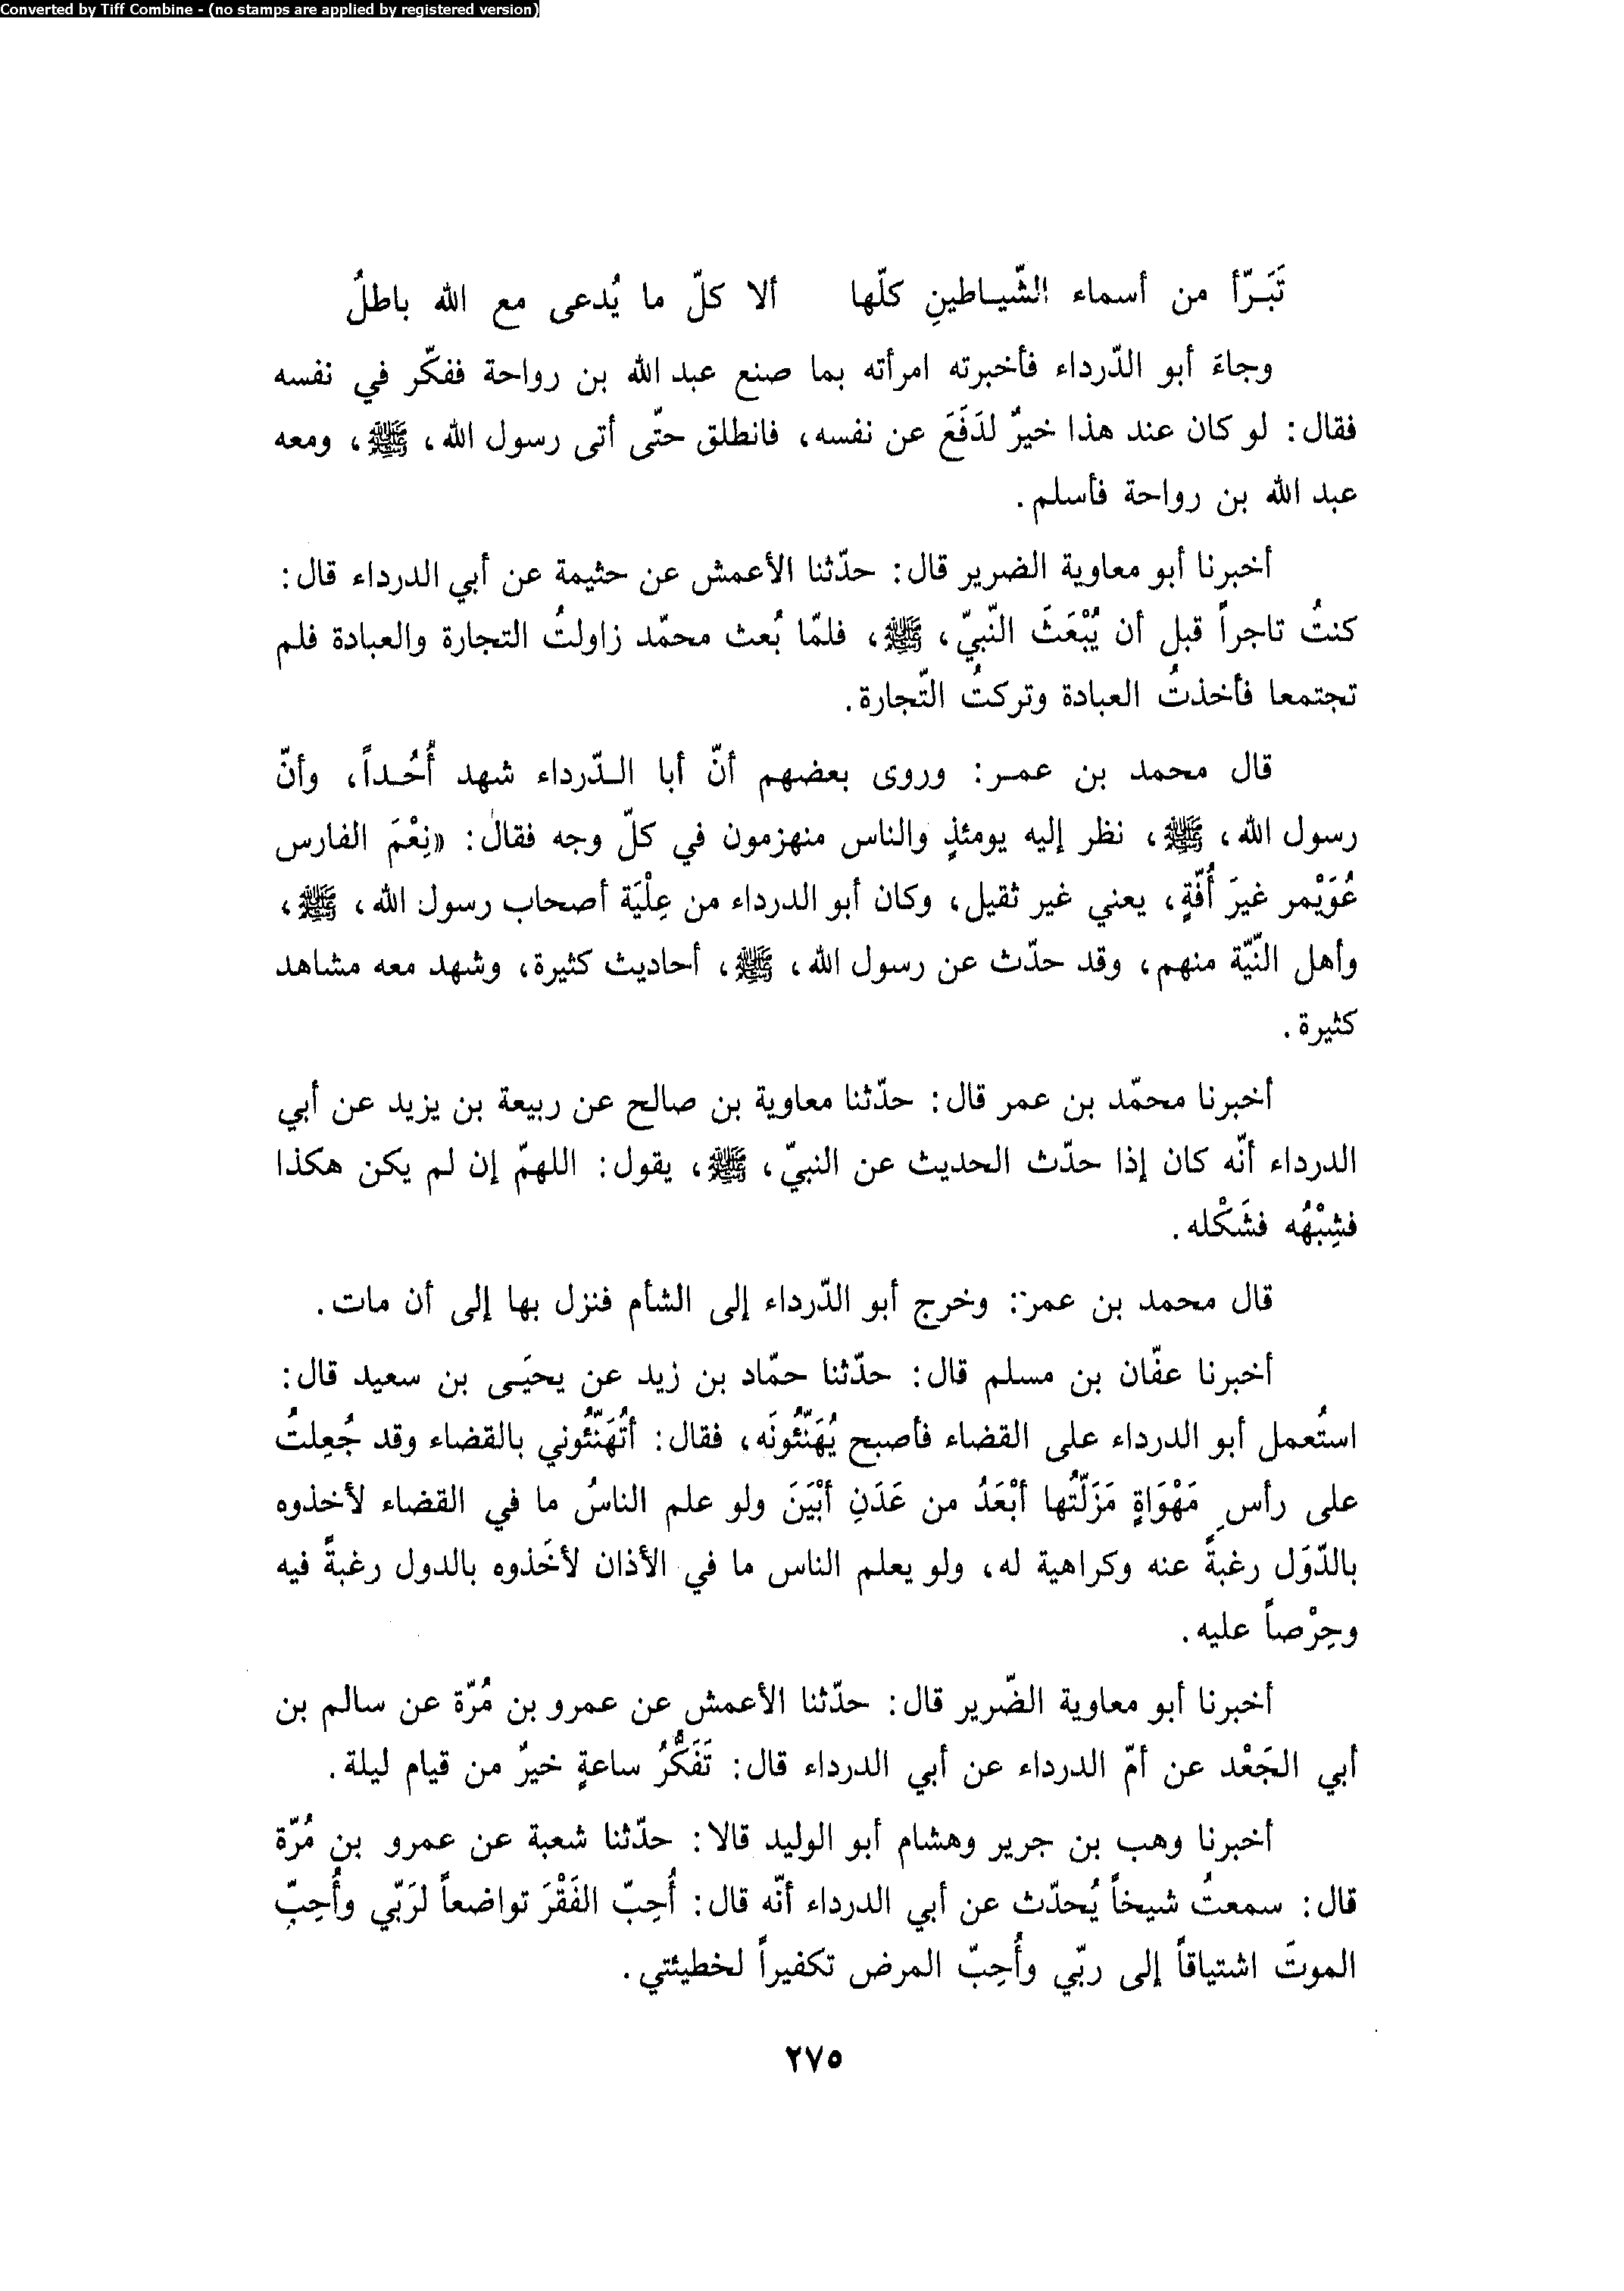 Converted by Tiff Combine - (no stamps are applied by registered version)
تَبَـرّأ من أسماء الشّيـاطينِ كلّها ألا كلّ ما يُدعى مع الله باطلُ
وجاءَ أبو الدّرداء فأخبرته امرأته بما صنع عبد الله بن رواحة ففكّر في نفسه
فقال: لو كان عند هذا خيرٌ لدَفَعَ عن نفسه، فانطلق حتّى أتى رسول الله، ﷺ، ومعه
عبد الله بن رواحة فأسلم.
أخبرنا أبو معاوية الضرير قال: حدّثنا الأعمش عن حثيمة عن أبي الدرداء قال:
كنتُ تاجراً قبل أن يُبْعَثَ النّبيّ، ﷺ، فلمّا بُعث محمّد زاولتُ التجارة والعبادة فلم
تجتمعا فأخذتُ العبادة وتركتُ التّجارة.
قال محمد بن عمـر: وروى بعضهم أنّ أبا الـدّرداء شهد أُحُـداً، وأنّ
رسول الله، ﷺ، نظر إليه يومئذٍ والناس منهزمون في كلّ وجه فقال: «نِعْمَ الفارس
عُوَيْمر غيرَ أُفّةٍ، يعني غير ثقيل، وكان أبو الدرداء من عِلْيَة أصحاب رسول الله، ﷺ،
وأهل النّيّة منهم، وقد حدّث عن رسول الله، ﷺ، أحاديث كثيرة، وشهد معه مشاهد
كثيرة.
أخبرنا محمّد بن عمر قال: حدّثنا معاوية بن صالح عن ربيعة بن يزيد عن أبي
الدرداء أنّه كان إذا حدّث الحديث عن النبيّ، ﷺ، يقول: اللهمّ إن لم يكن هكذا
فشِبْهُه فشَكْله.
قال محمد بن عمر: وخرج أبو الدّرداء إلى الشأم فنزل بها إلى أن مات.
أخبرنا عفّان بن مسلم قال: حدّثنا حمّاد بن زيد عن يحيَـى بن سعيد قال:
استُعمل أبو الدرداء على القضاء فأصبح يُهَنّئُونَه، فقال: أتُهَنّئُوني بالقضاء وقد جُعِلتُ
على رأسِ مَهْوَاةٍ مَزَلّتُها أبْعَدُ من عَدَنِ أبْيَنَ ولو علم الناسُ ما في القضاء لأخذوه
بالدّوَل رغبةً عنه وكراهية له، ولو يعلم الناس ما في الأذان لأخَذوه بالدول رغبةً فيه
وحِرْصاً عليه.
أخبرنا أبو معاوية الضّرير قال: حدّثنا الأعمش عن عمرو بن مُرّة عن سالم بن
أبي الجَعْد عن أمّ الدرداء عن أبي الدرداء قال: تَفَكُّرُ ساعةٍ خيرٌ من قيام ليلة.
أخبرنا وهب بن جرير وهشام أبو الوليد قالا: حدّثنا شعبة عن عمرو بن مُرّة
قال: سمعتُ شيخاً يُحدّث عن أبي الدرداء أنّه قال: أُحِبّ الفَقْرَ تواضعاً لرَبّي وأُحِبّ
الموتَ اشتياقاً إلى ربّي وأُحِبّ المرض تكفيراً لخطيئتي.
٢٧٥